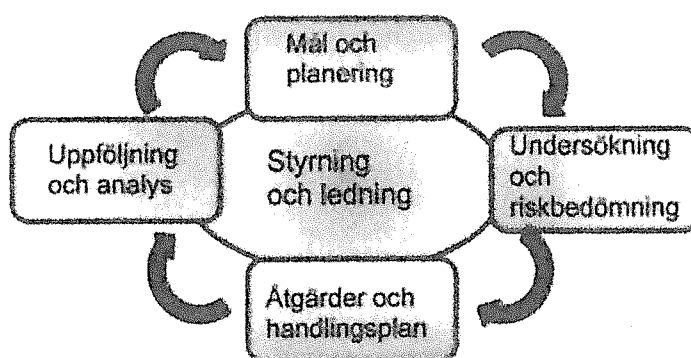 Mål och
planering
Uppföljning
och analys
Styrning
och ledning
Undersökning
och
riskbedömning
Åtgärder och
handlingsplan